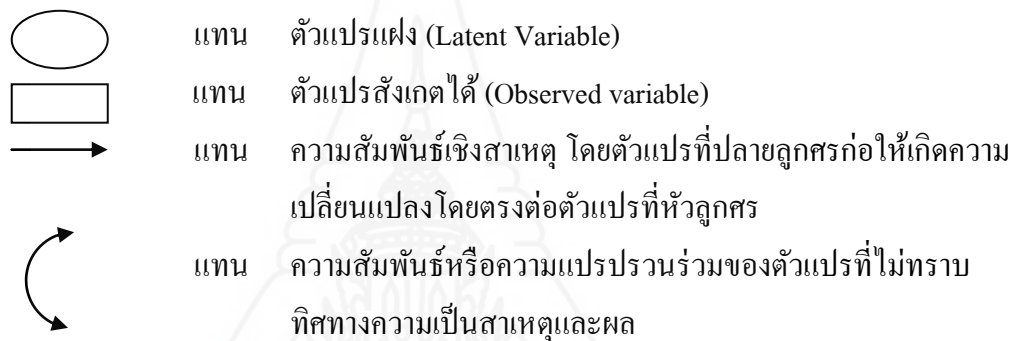 แทน ตัวแปรแฝง (Latent Variable)
แทน ตัวแปรสังเกตได้ (Observed variable)
แทน ความสัมพันธ์เชิงสาเหตุ โดยตัวแปรที่ปลายลูกศรก่อให้เกิดความ
เปลี่ยนแปลงโดยตรงต่อตัวแปรที่หัวลูกศร
แทน ความสัมพันธ์หรือความแปรปรวนร่วมของตัวแปรที่ไม่ทราบ
ทิศทางความเป็นสาเหตุและผล